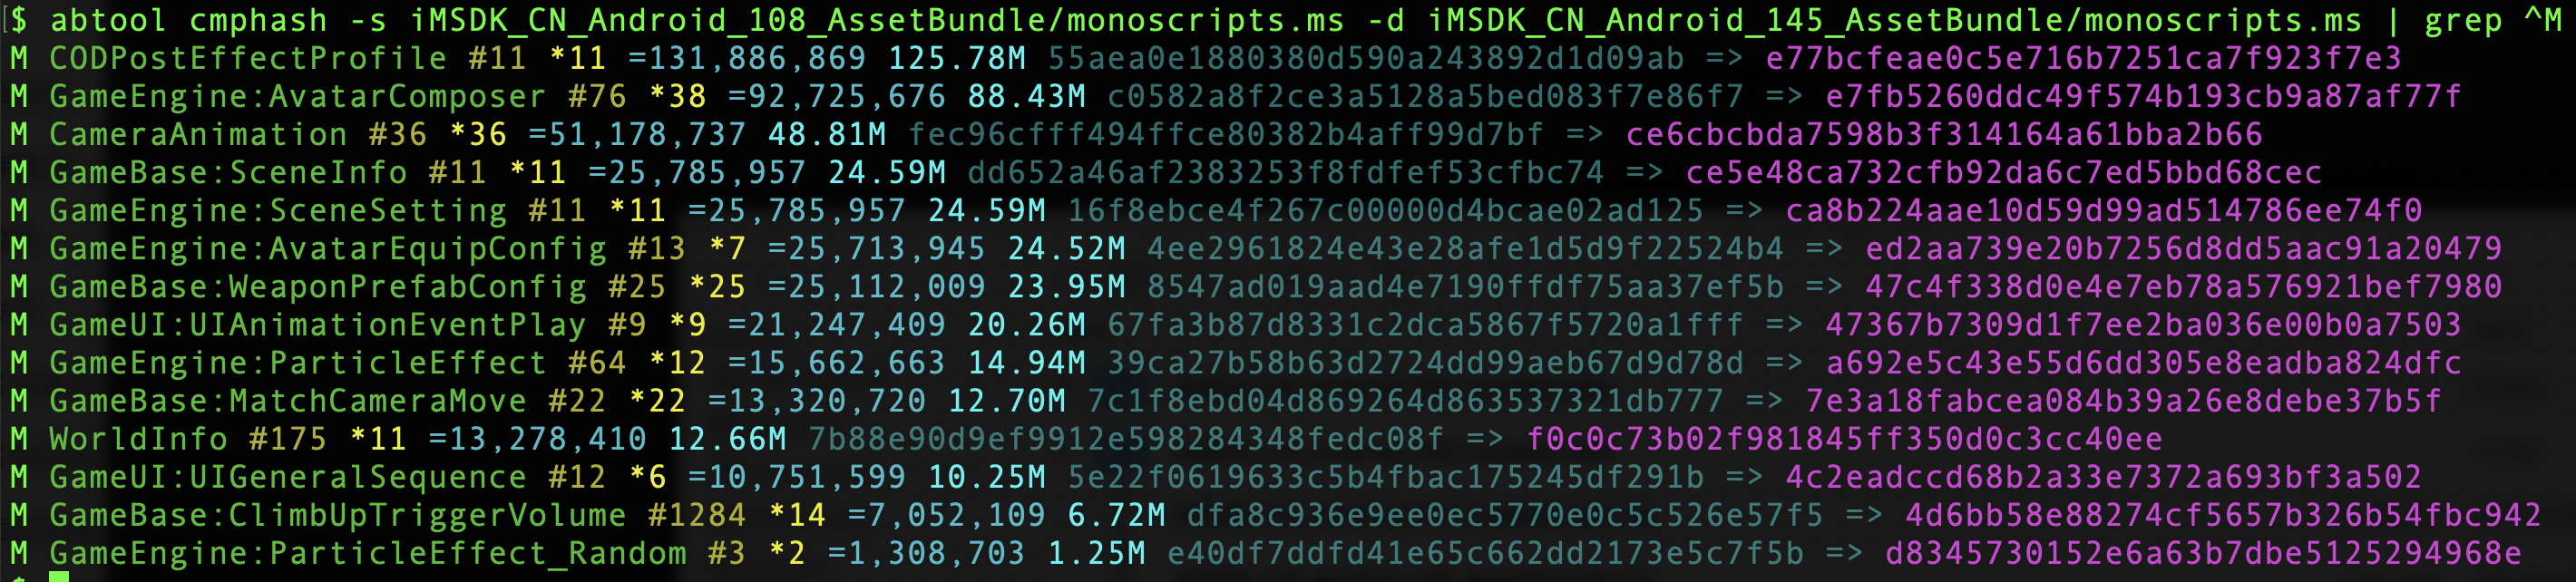 [$ abtool cmphash -s iMSDK_CN_Android_108_AssetBundle/monoscripts.ms -d iMSDK_CN_Android_145_AssetBundle/monoscripts.ms | grep ^M
M CODPostEffectProfile #11 *11 =131,886,869 125.78M 55aea0e1880380d590a243892d1d09ab => e77bcfeae0c5e716b7251ca7f923f7e3
M GameEngine:AvatarComposer #76 *38 =92,725,676 88.43M c0582a8f2ce3a5128a5bed083f7e86f7 => e7fb5260ddc49f574b193cb9a87af77f
M CameraAnimation #36 *36 =51,178,737 48.81M fec96cfff494ffce80382b4aff99d7bf => ce6cbcbda7598b3f314164a61bba2b66
M GameBase:SceneInfo #11 *11 =25,785,957 24.59M dd652a46af2383253f8fdfef53cfbc74 => ce5e48ca732cfb92da6c7ed5bbd68cec
M GameEngine:SceneSetting #11 *11 =25,785,957 24.59M 16f8ebce4f267c00000d4bcae02ad125 => ca8b224aae10d59d99ad514786ee74f0
M GameEngine:AvatarEquipConfig #13 *7 =25,713,945 24.52M 4ee2961824e43e28afe1d5d9f22524b4 => ed2aa739e20b7256d8dd5aac91a20479
M GameBase:WeaponPrefabConfig #25 *25 =25,112,009 23.95M 8547ad019aad4e7190ffdf75aa37ef5b => 47c4f338d0e4e7eb78a576921bef7980
M GameUI:UIAnimationEventPlay #9 *9 =21,247,409 20.26M 67fa3b87d8331c2dca5867f5720a1fff => 47367b7309d1f7ee2ba036e00b0a7503
M GameEngine:ParticleEffect #64 *12 =15,662,663 14.94M 39ca27b58b63d2724dd99aeb67d9d78d => a692e5c43e55d6dd305e8eadba824dfc
M GameBase:MatchCameraMove #22 *22 =13,320,720 12.70M 7c1f8ebd04d869264d863537321db777 => 7e3a18fabcea084b39a26e8debe37b5f
M WorldInfo #175 *11 =13,278,410 12.66M 7b88e90d9ef9912e598284348fedc08f => f0c0c73b02f981845ff350d0c3cc40ee
M GameUI:UIGeneralSequence #12 *6 =10,751,599 10.25M 5e22f0619633c5b4fbac175245df291b => 4c2eadccd68b2a33e7372a693bf3a502
M GameBase:ClimbUpTriggerVolume #1284 *14 =7,052,109 6.72M dfa8c936e9ee0ec5770e0c5c526e57f5 => 4d6bb58e88274cf5657b326b54fbc942
M GameEngine:ParticleEffect_Random #3 *2 =1,308,703 1.25M e40df7ddfd41e65c662dd2173e5c7f5b => d8345730152e6a63b7dbe5125294968e